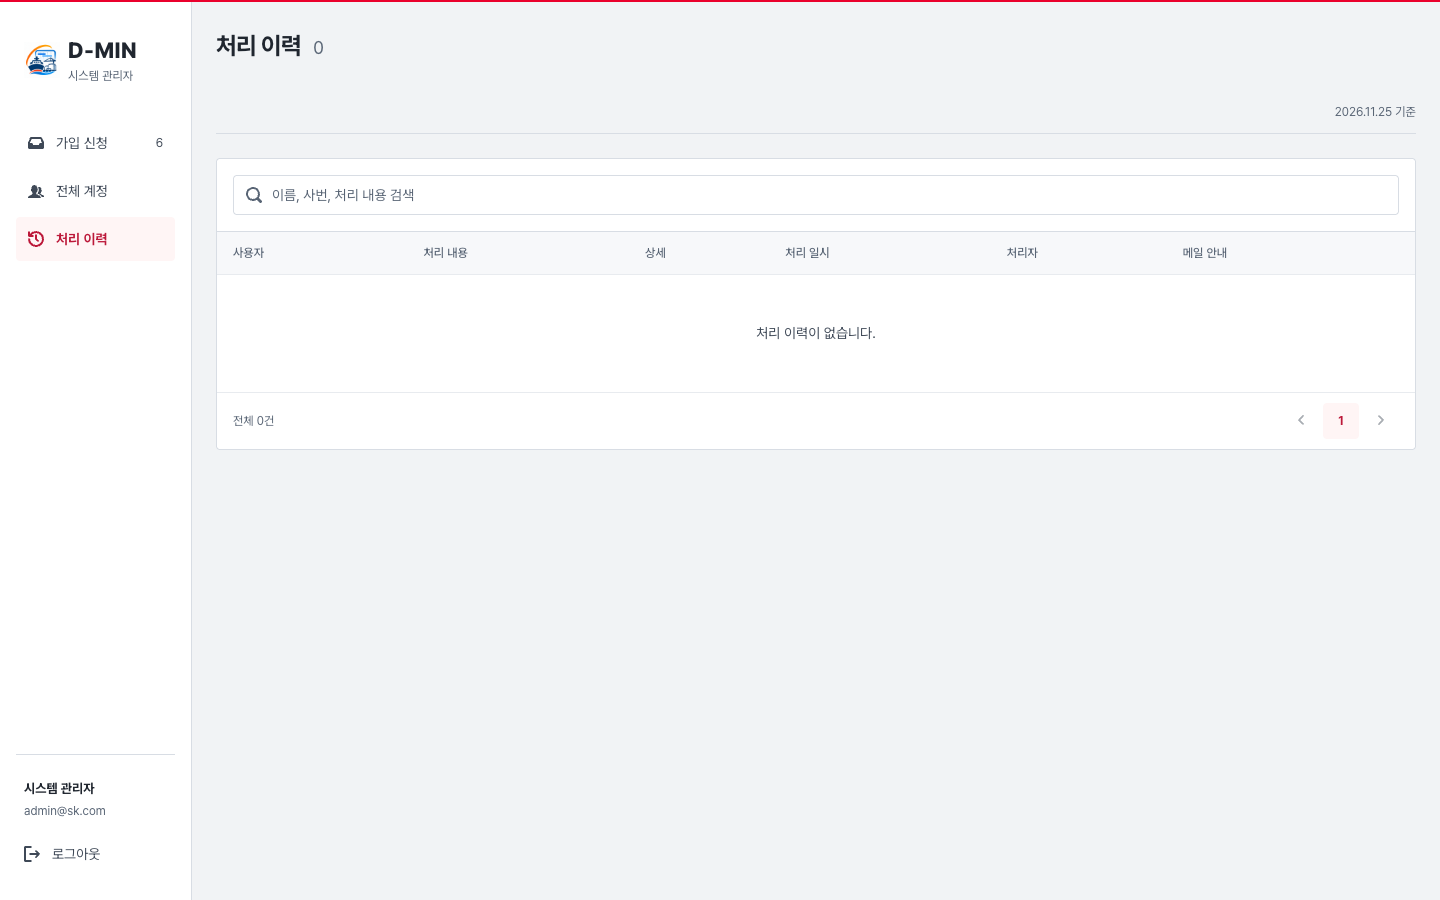 D-MIN
시스템 관리자
가입 신청 6
전체 계정
처리 이력
시스템 관리자
admin@sk.com
로그아웃
처리 이력 0
2026.11.25 기준
이름, 사번, 처리 내용 검색
사용자 처리 내용 상세 처리 일시 처리자 메일 안내
처리 이력이 없습니다.
전체 0건 1